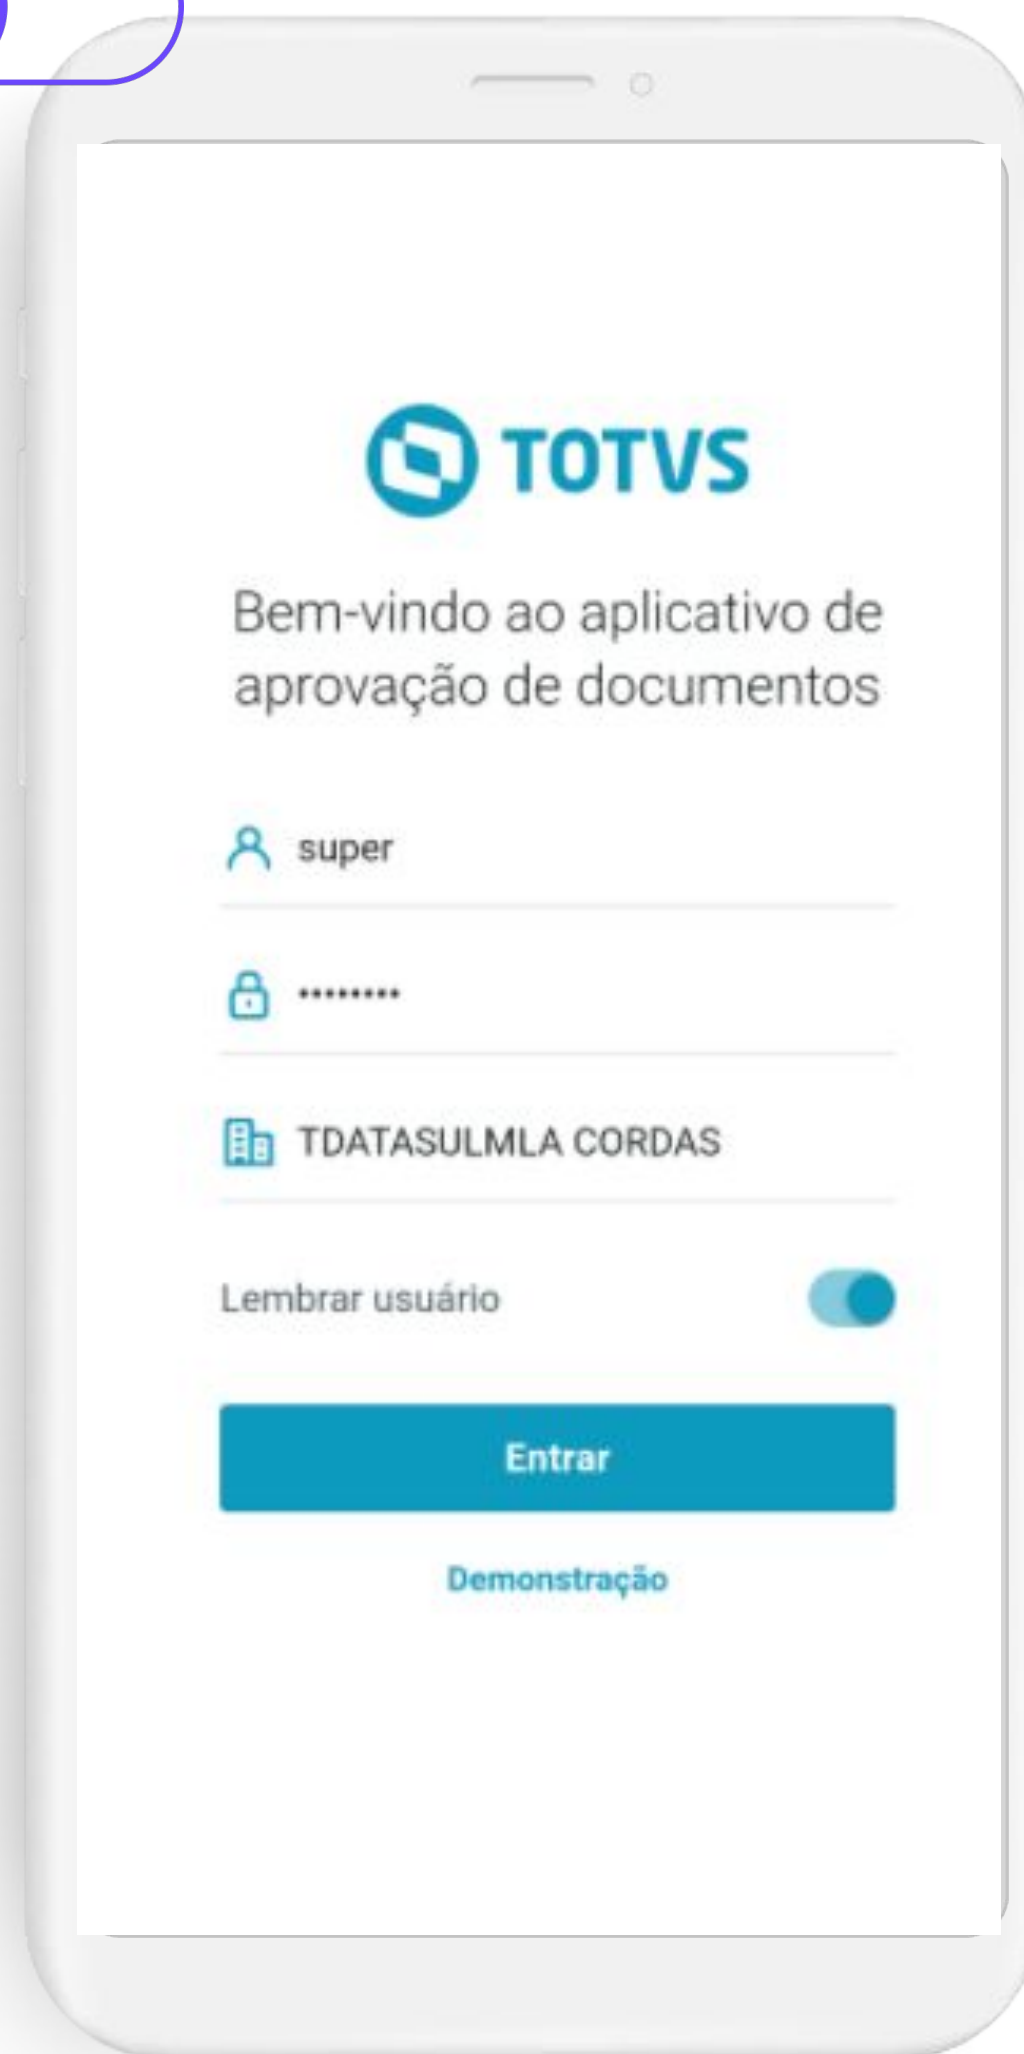 TOTVS
Bem-vindo ao aplicativo de
aprovação de documentos
super
•••••••••
TDATASULMLA CORDAS
Lembrar usuário
Entrar
Demonstração